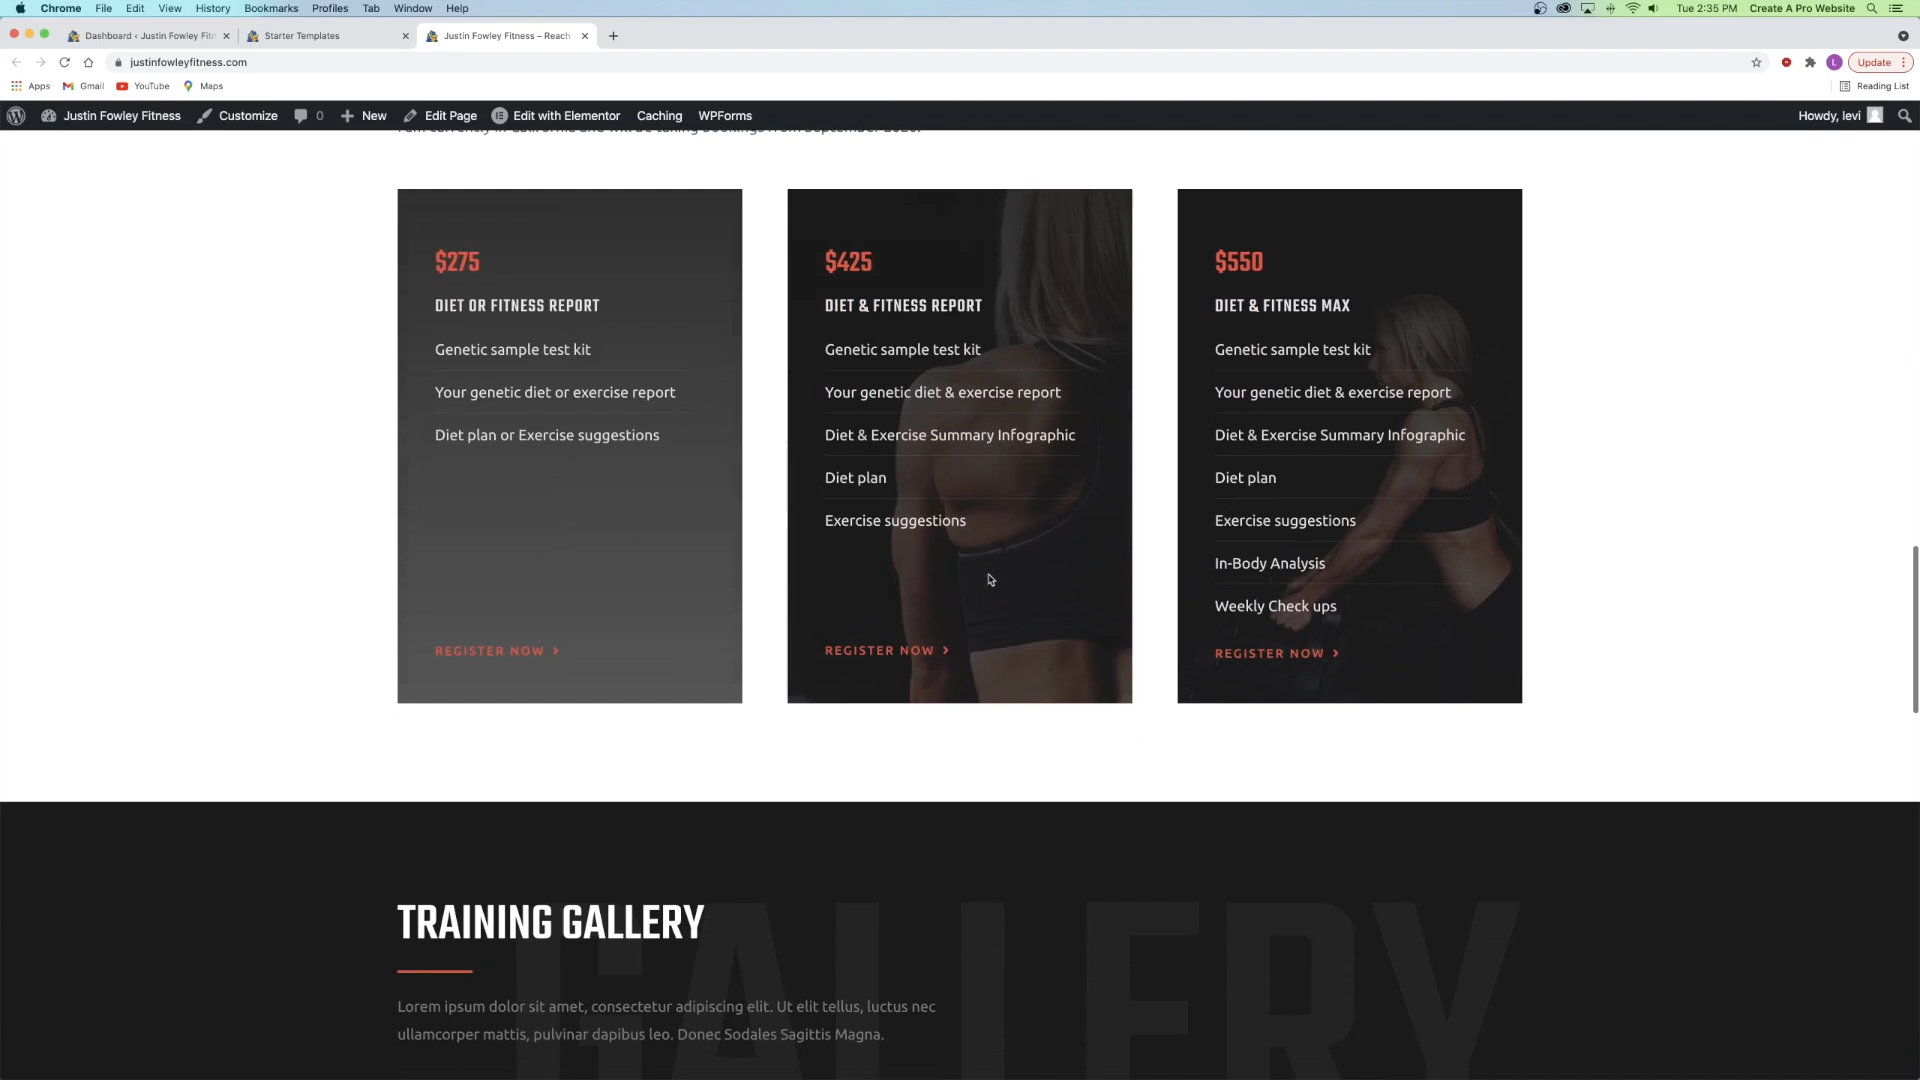 Chrome File Edit View History Bookmarks Profiles Tab Window Help Tue 2:35 PM Create A Pro Website
Dashboard ‹ Justin Fowley Fitn Starter Templates Justin Fowley Fitness – Reach
justinfowleyfitness.com L Update
Apps Gmail YouTube Maps Reading List
Justin Fowley Fitness Customize 0 New Edit Page Edit with Elementor Caching WPForms Howdy, levi
I am currently in California and will be taking bookings from September 2020.
$275
DIET OR FITNESS REPORT
Genetic sample test kit
Your genetic diet or exercise report
Diet plan or Exercise suggestions
REGISTER NOW
$425
DIET & FITNESS REPORT
Genetic sample test kit
Your genetic diet & exercise report
Diet & Exercise Summary Infographic
Diet plan
Exercise suggestions
REGISTER NOW
$550
DIET & FITNESS MAX
Genetic sample test kit
Your genetic diet & exercise report
Diet & Exercise Summary Infographic
Diet plan
Exercise suggestions
In-Body Analysis
Weekly Check ups
REGISTER NOW
GALLERY
TRAINING GALLERY
Lorem ipsum dolor sit amet, consectetur adipiscing elit. Ut elit tellus, luctus nec
ullamcorper mattis, pulvinar dapibus leo. Donec Sodales Sagittis Magna.